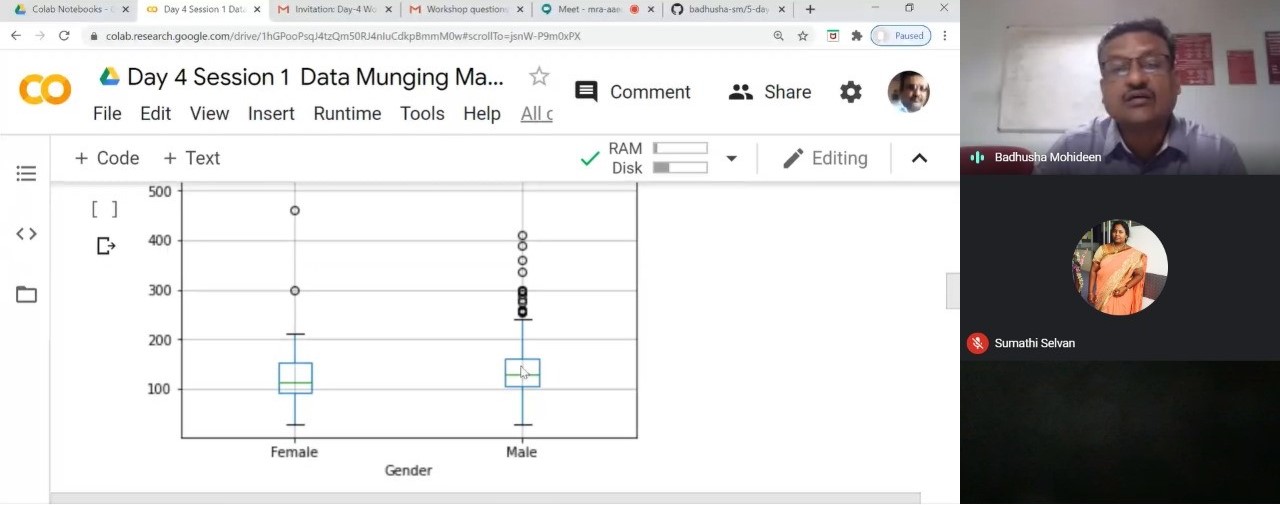 Colab Notebooks -
Day 4 Session 1 Data
Invitation: Day-4 Wo
Workshop questions
Meet - mra-aae
badhusha-sm/5-day
colab.research.google.com/drive/1hGPooPsqJ4tzQm50RJ4nIuCdkpBmmM0w#scrollTo=jsnW-P9m0xPX
Paused
CO
Day 4 Session 1 Data Munging Ma...
Comment
Share
File Edit View Insert Runtime Tools Help All c
+ Code + Text
RAM
Disk
Editing
[ ]
500
400
300
200
100
Female Male
Gender
Badhusha Mohideen
Sumathi Selvan